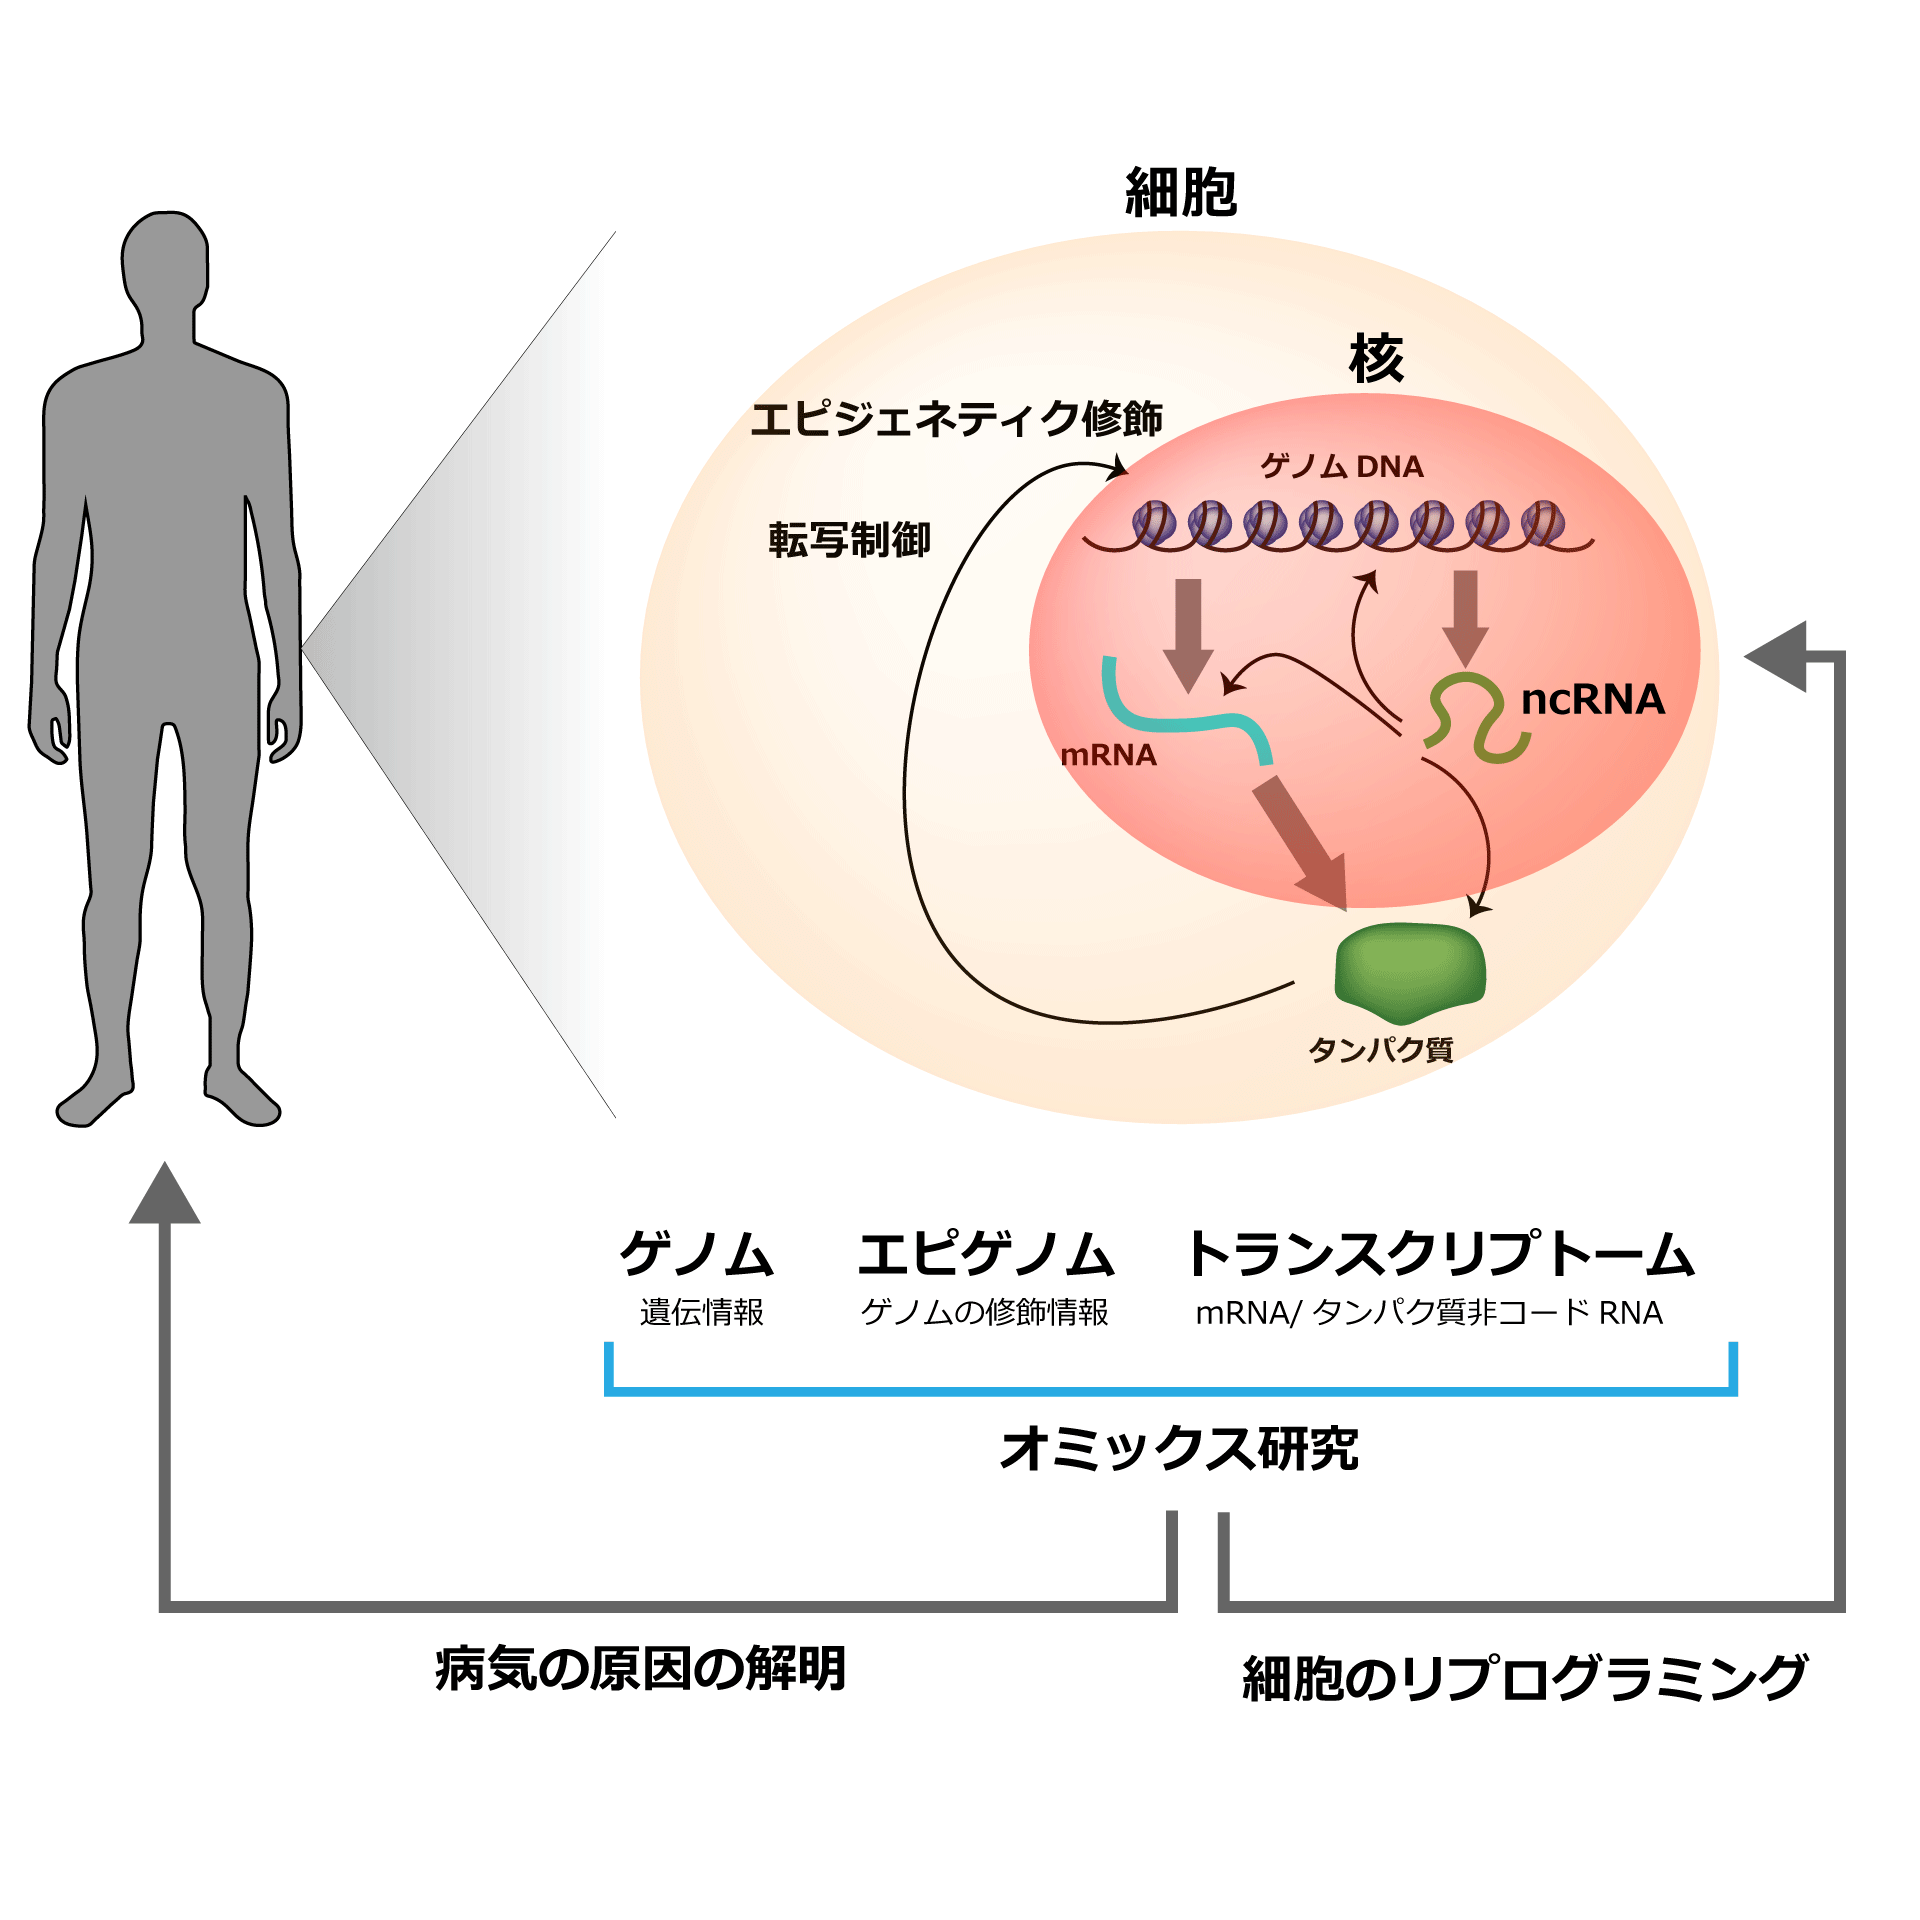 細胞
核
エピジェネティク修飾
ゲノム DNA
転写制御
ncRNA
mRNA
タンパク質
ゲノム エピゲノム トランスクリプトーム
遺伝情報 ゲノムの修飾情報 mRNA/ タンパク質非コード RNA
オミックス研究
病気の原因の解明
細胞のリプログラミング